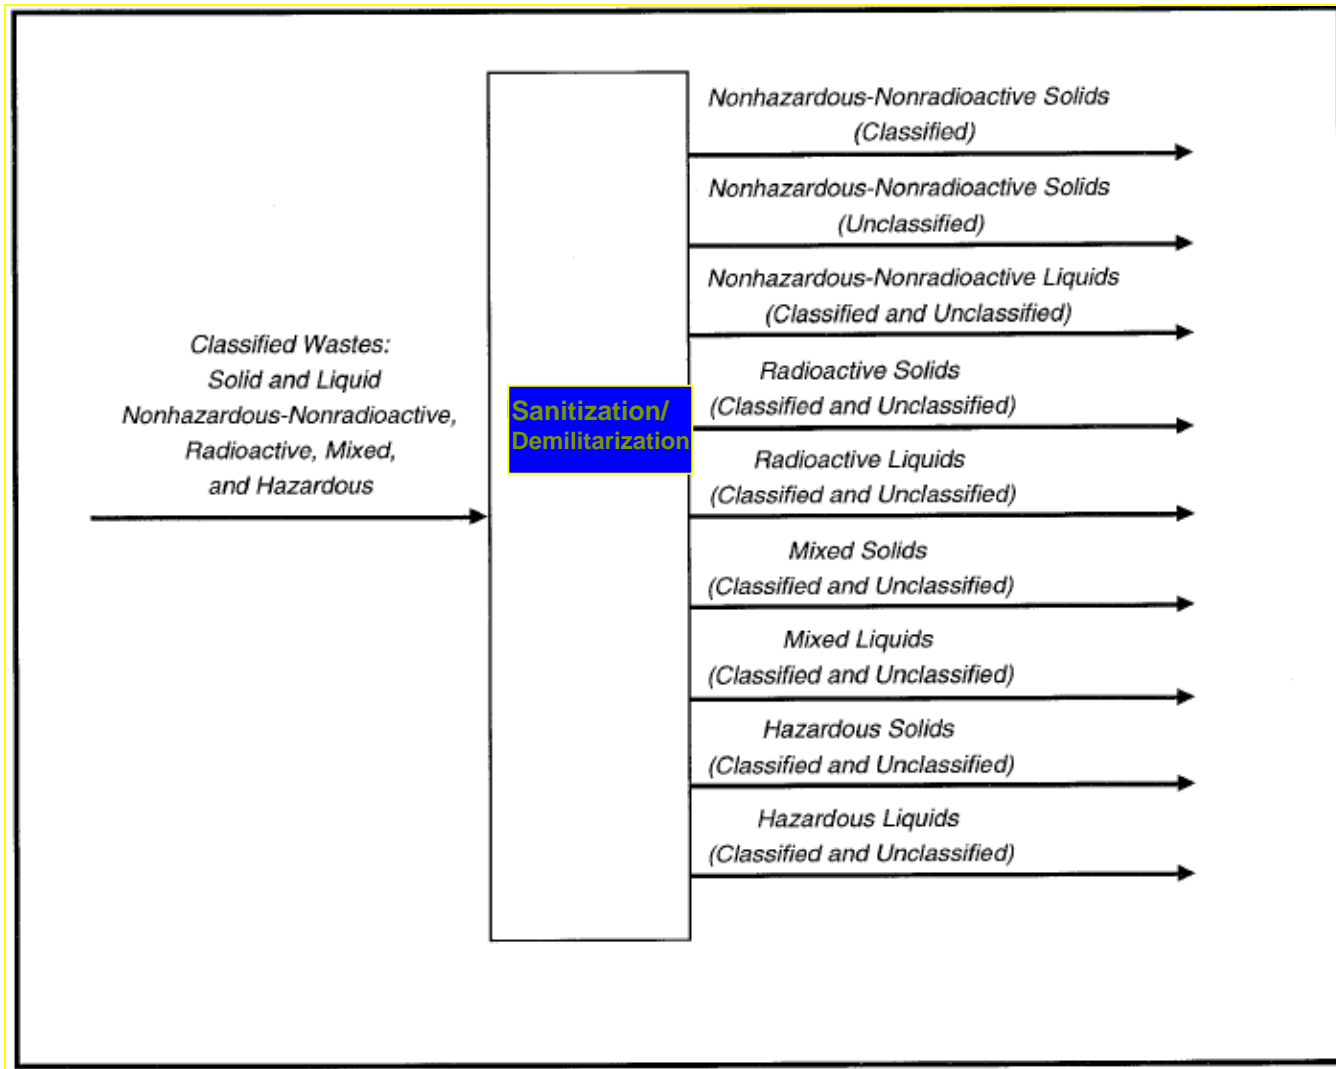 Classified Wastes:
Solid and Liquid
Nonhazardous-Nonradioactive,
Radioactive, Mixed,
and Hazardous
Sanitization/
Demilitarization
Nonhazardous-Nonradioactive Solids
(Classified)
Nonhazardous-Nonradioactive Solids
(Unclassified)
Nonhazardous-Nonradioactive Liquids
(Classified and Unclassified)
Radioactive Solids
(Classified and Unclassified)
Radioactive Liquids
(Classified and Unclassified)
Mixed Solids
(Classified and Unclassified)
Mixed Liquids
(Classified and Unclassified)
Hazardous Solids
(Classified and Unclassified)
Hazardous Liquids
(Classified and Unclassified)